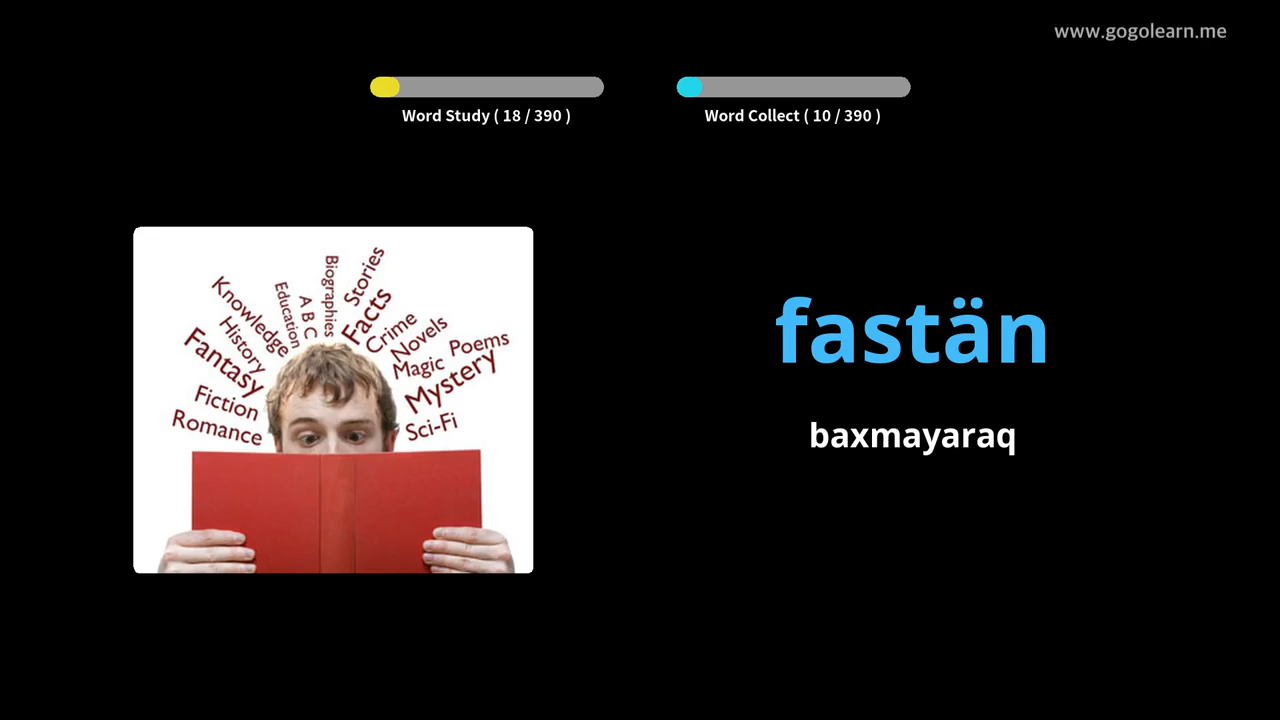 www.gogolearn.me
Word Study ( 18 / 390 )
Word Collect ( 10 / 390 )
Knowledge
History
Fantasy
Fiction
Romance
Education
A B C
Biographies
Stories
Facts
Crime
Novels
Magic
Poems
Mystery
Sci-Fi
fastän
baxmayaraq